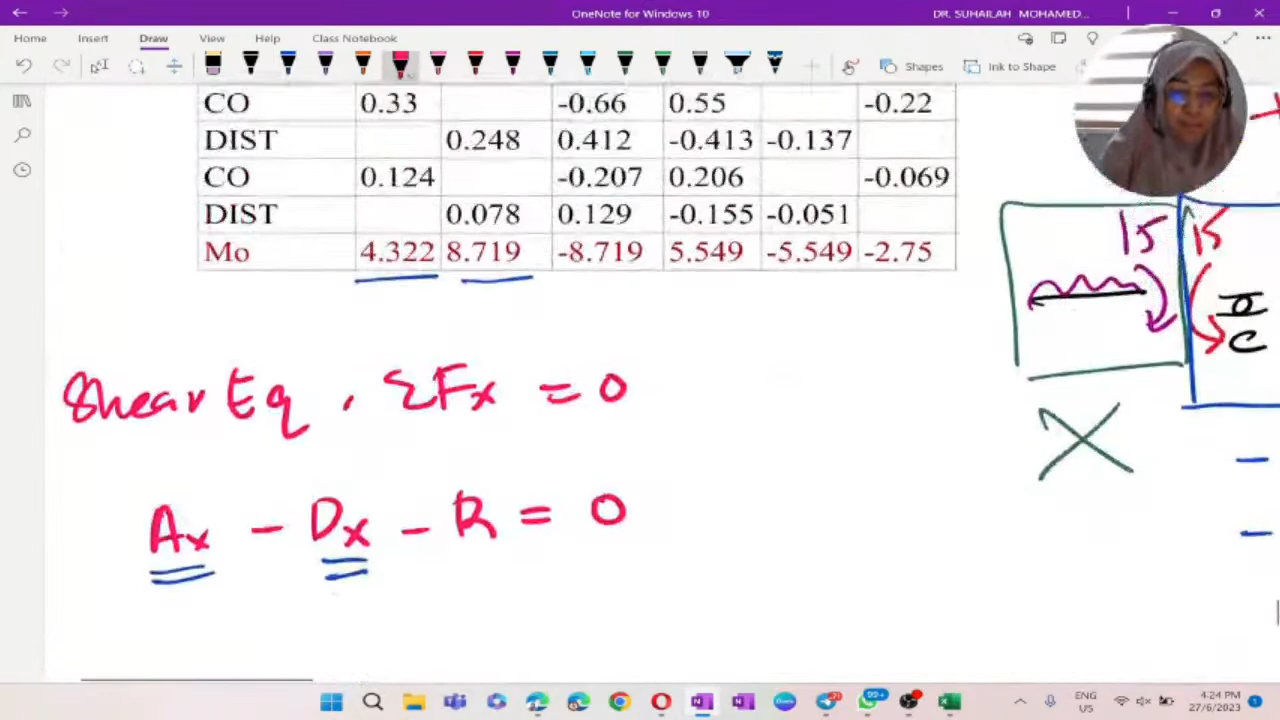 OneNote for Windows 10
DR. SUHAILAH MOHAMED...
Home Insert Draw View Help Class Notebook
Shapes Ink to Shape
CO 0.33 -0.66 0.55 -0.22
DIST 0.248 0.412 -0.413 -0.137
CO 0.124 -0.207 0.206 -0.069
DIST 0.078 0.129 -0.155 -0.051
Mo 4.322 8.719 -8.719 5.549 -5.549 -2.75
15 15
C
X
Shear Eq, ΣFx = 0
Ax - Dx - R = 0
21
99+
ENG
US
4:24 PM
27/6/2023
1